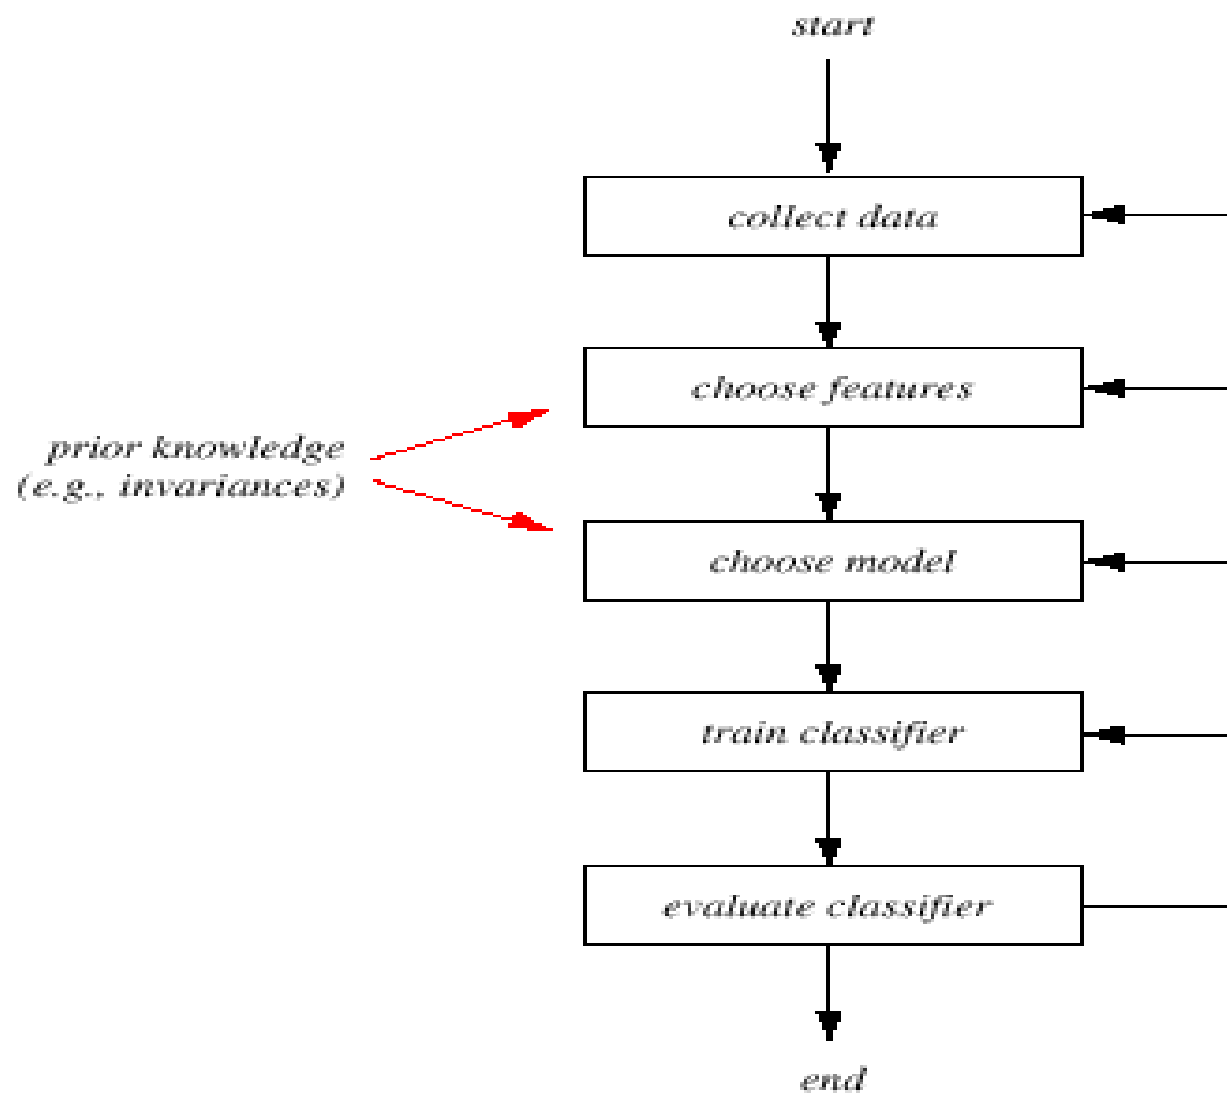 start
collect data
choose features
prior knowledge
(e.g., invariances)
choose model
train classifier
evaluate classifier
end